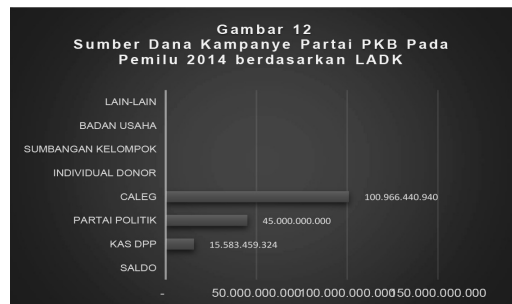 Gambar 12
Sumber Dana Kampanye Partai PKB Pada
Pemilu 2014 berdasarkan LADK
LAIN-LAIN
BADAN USAHA
SUMBANGAN KELOMPOK
INDIVIDUAL DONOR
CALEG 100.966.440.940
PARTAI POLITIK 45.000.000.000
KAS DPP 15.583.459.324
SALDO
- 50.000.000.000 100.000.000.000 150.000.000.000